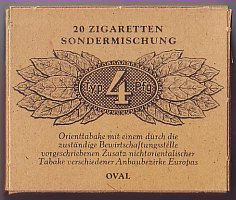 20 ZIGARETTEN
SONDERMISCHUNG
Typ 4 Pfg
Orienttabake mit einem durch die
zuständige Bewirtschaftungsstelle
vorgeschriebenen Zusatz nichtorientalischer
Tabake verschiedener Anbaubezirke Europas
OVAL